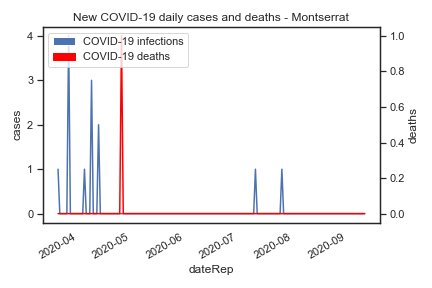 New COVID-19 daily cases and deaths - Montserrat
COVID-19 infections
COVID-19 deaths
4
3
2
1
0
cases
1.0
0.8
0.6
0.4
0.2
0.0
deaths
2020-04
2020-05
2020-06
2020-07
2020-08
2020-09
dateRep